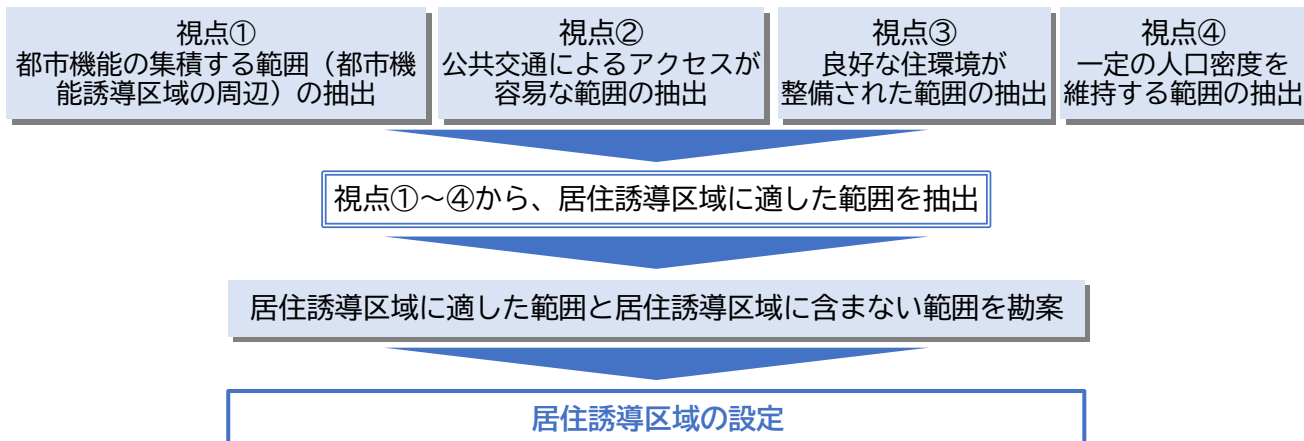 視点①
都市機能の集積する範囲（都市機
能誘導区域の周辺）の抽出
視点②
公共交通によるアクセスが
容易な範囲の抽出
視点③
良好な住環境が
整備された範囲の抽出
視点④
一定の人口密度を
維持する範囲の抽出
視点①～④から、居住誘導区域に適した範囲を抽出
居住誘導区域に適した範囲と居住誘導区域に含まない範囲を勘案
居住誘導区域の設定